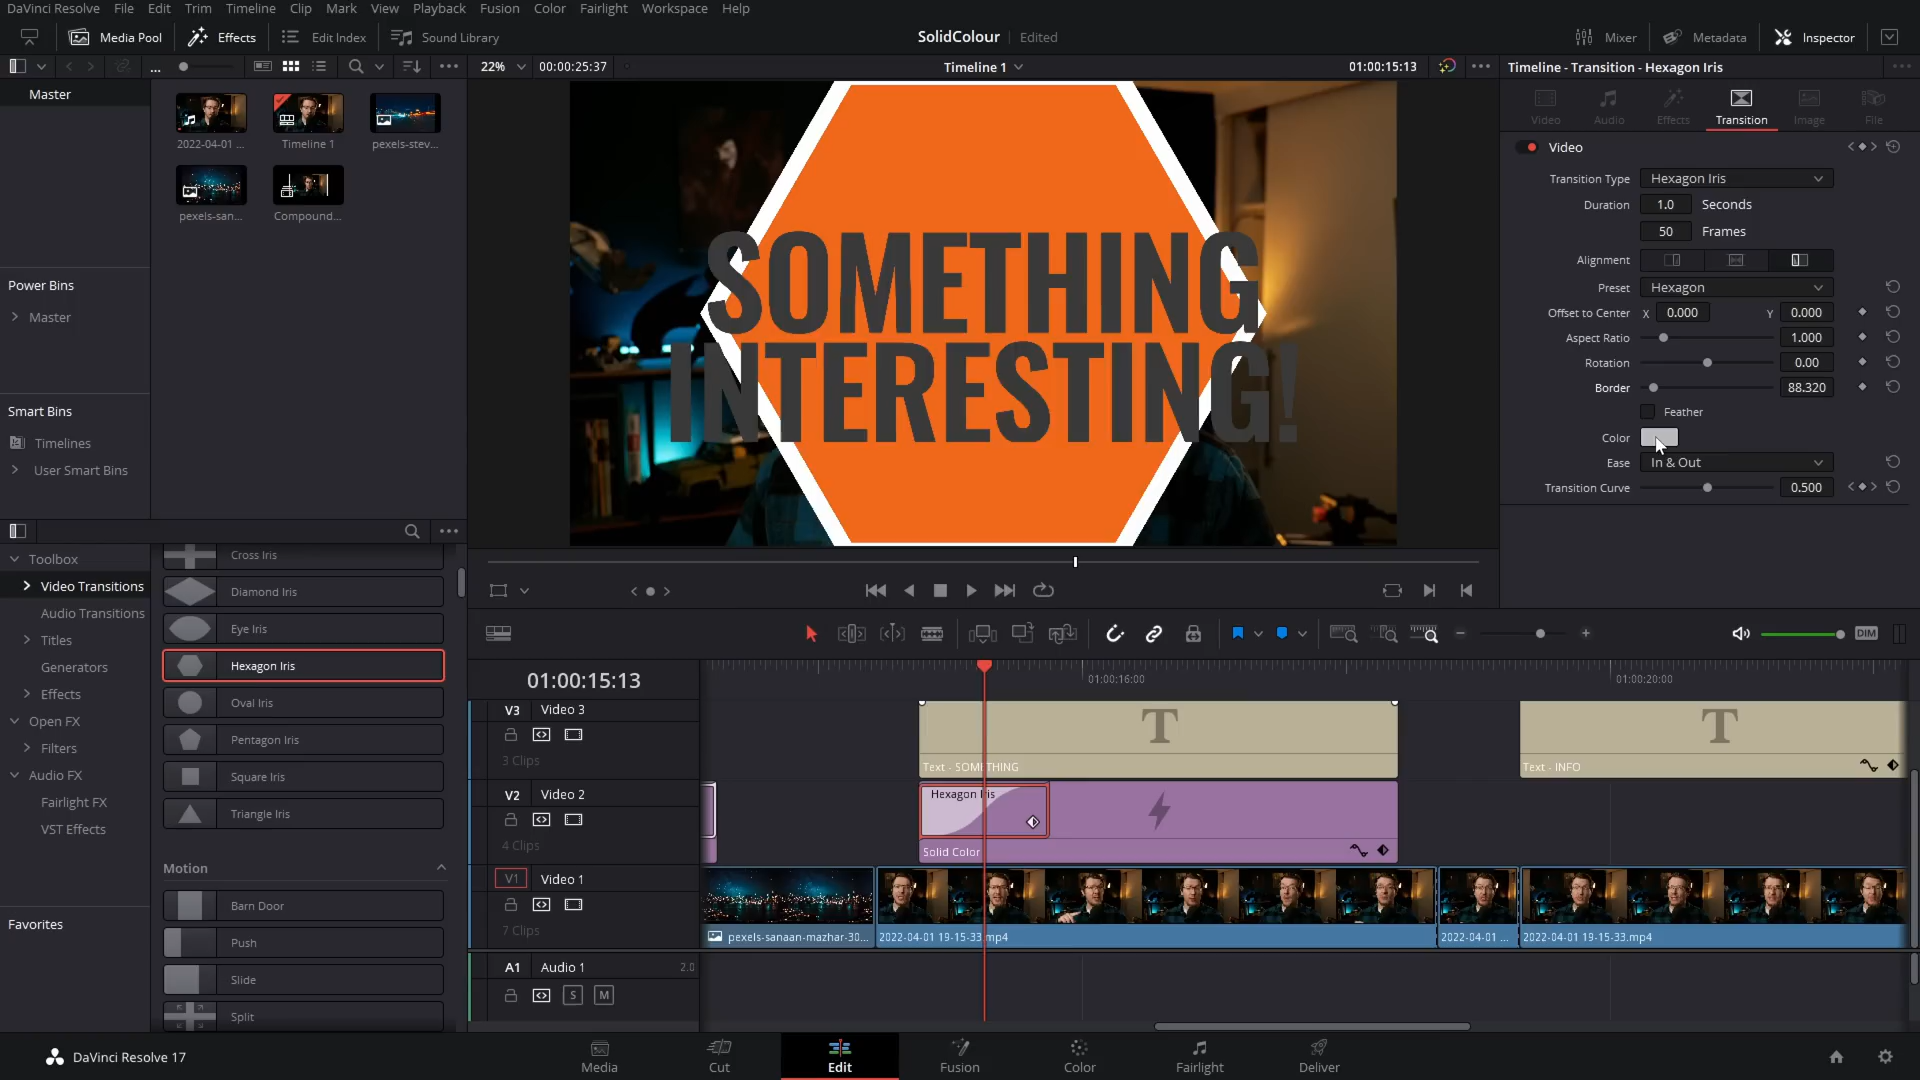 DaVinci Resolve File Edit Trim Timeline Clip Mark View Playback Fusion Color Fairlight Workspace Help
Media Pool Effects Edit Index Sound Library SolidColour Edited Mixer Metadata Inspector
... 22% 00:00:25:37 Timeline 1 01:00:15:13 Timeline - Transition - Hexagon Iris
Master
2022-04-01 ... Timeline 1 pexels-stev...
pexels-san... Compound...
Power Bins
Master
Smart Bins
Timelines
User Smart Bins
SOMETHING
INTERESTING!
Video Audio Effects Transition Image File
Video
Transition Type Hexagon Iris
Duration 1.0 Seconds
50 Frames
Alignment
Preset Hexagon
Offset to Center X 0.000 Y 0.000
Aspect Ratio 1.000
Rotation 0.00
Border 88.320
Feather
Color
Ease In & Out
Transition Curve 0.500
Toolbox
Video Transitions
Audio Transitions
Titles
Generators
Effects
Open FX
Filters
Audio FX
Fairlight FX
VST Effects
Favorites
Cross Iris
Diamond Iris
Eye Iris
Hexagon Iris
Oval Iris
Pentagon Iris
Square Iris
Triangle Iris
Motion
Barn Door
Push
Slide
Split
DIM
01:00:15:13 01:00:16:00 01:00:20:00
V3 Video 3
3 Clips
T T
Text - SOMETHING Text - INFO
V2 Video 2
4 Clips
Hexagon Iris
Solid Color
V1 Video 1
7 Clips
pexels-sanaan-mazhar-30... 2022-04-01 19-15-33.mp4 2022-04-01 ... 2022-04-01 19-15-33.mp4
A1 Audio 1 2.0
S M
DaVinci Resolve 17
Media Cut Edit Fusion Color Fairlight Deliver